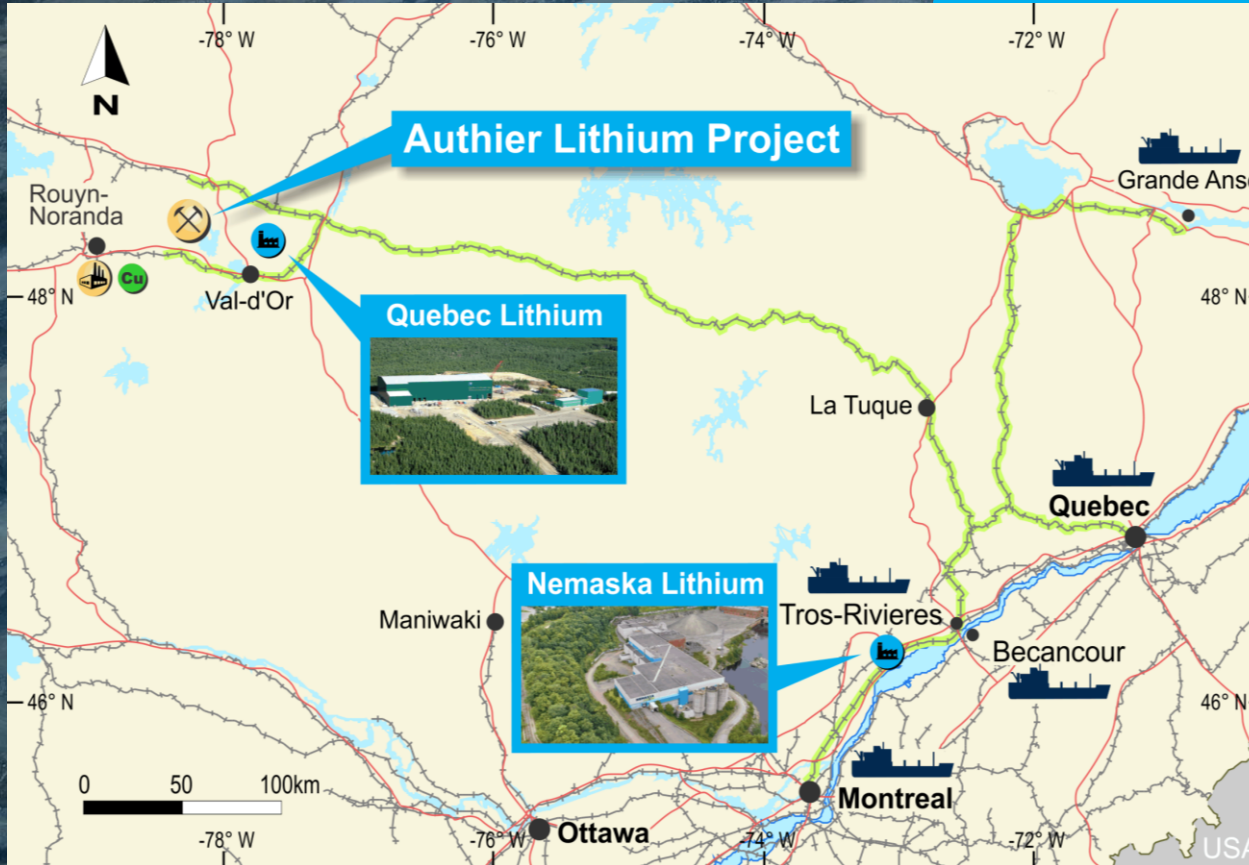 -78° W
-76° W
-74° W
-72° W
N
Authier Lithium Project
Grande Anse
Rouyn-
Noranda
Cu
Val-d'Or
48° N
48° N
Quebec Lithium
La Tuque
Quebec
Nemaska Lithium
Maniwaki
Tros-Rivieres
Becancour
46° N
46° N
0 50 100km
Montreal
Ottawa
-78° W
-76° W
-74° W
-72° W
USA